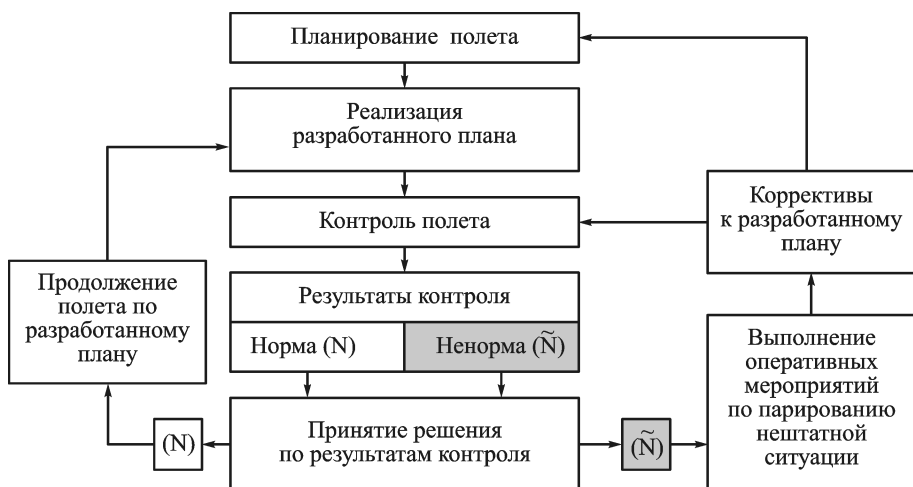 Планирование полета
Реализация
разработанного плана
Контроль полета
Коррективы
к разработанному
плану
Продолжение
полета по
разработанному
плану
Результаты контроля
Норма (N)
Ненорма (Ñ)
Выполнение
оперативных
мероприятий
по парированию
нештатной
ситуации
(N)
Принятие решения
по результатам контроля
(Ñ)